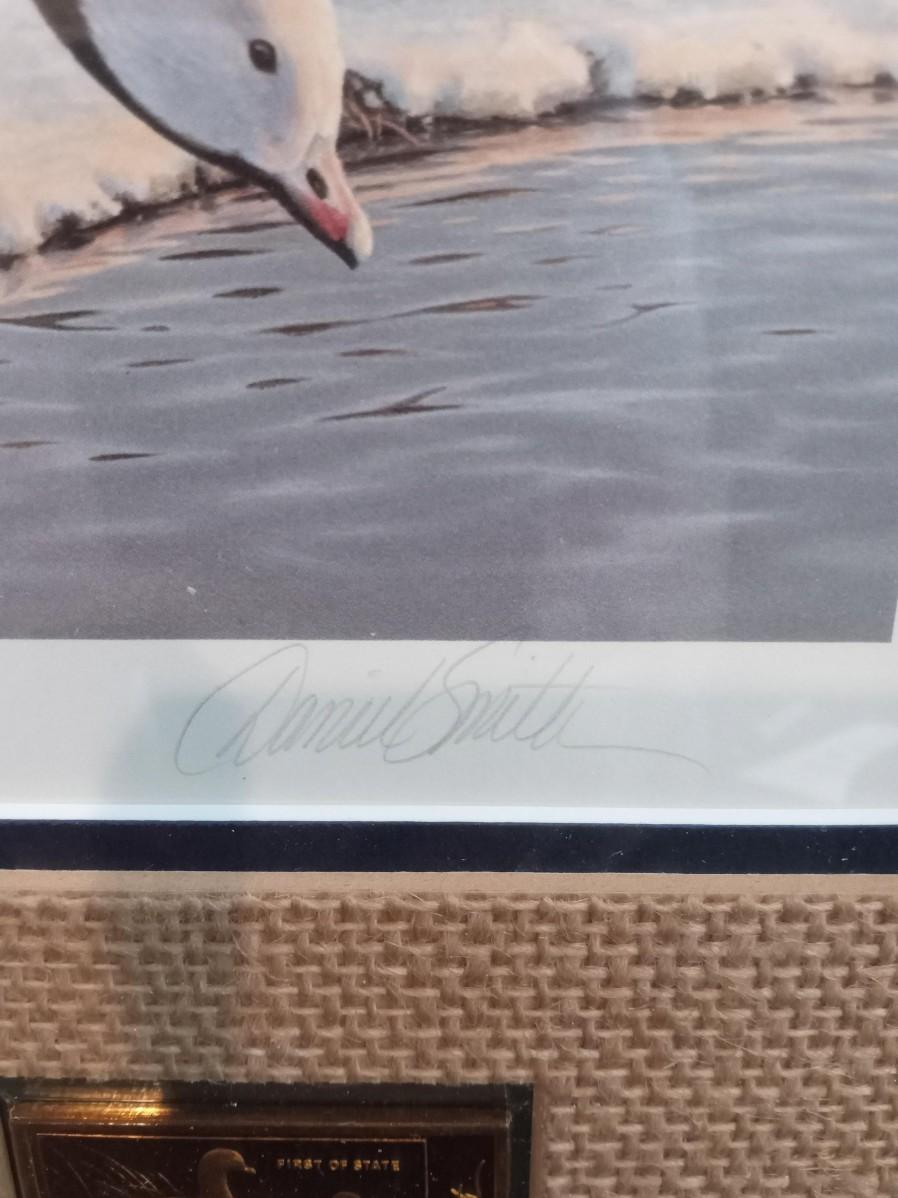 Daniel Smith
FIRST OF STATE